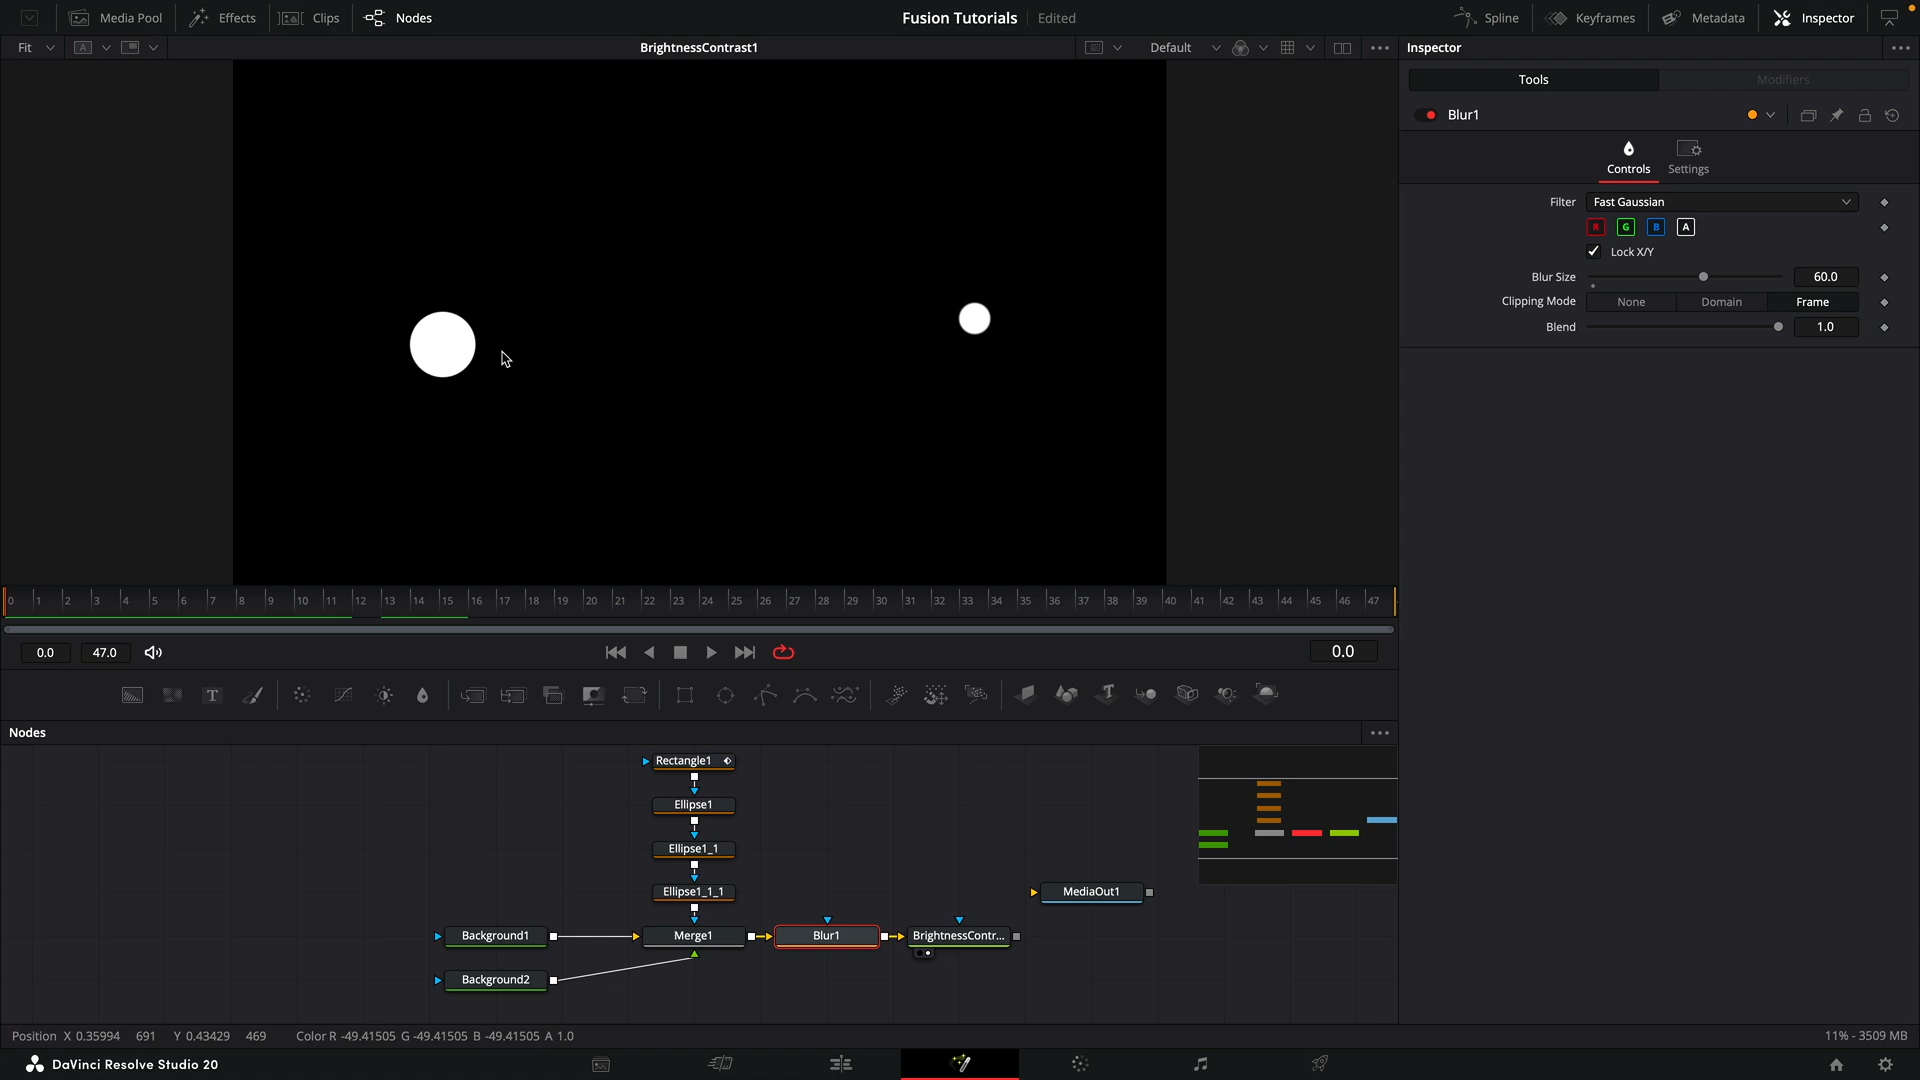 Media Pool Effects Clips Nodes Fusion Tutorials Edited Spline Keyframes Metadata Inspector
Fit A BrightnessContrast1 Default Inspector
Tools Modifiers
Blur1
Controls Settings
Filter Fast Gaussian
R G B A
Lock X/Y
Blur Size 60.0
Clipping Mode None Domain Frame
Blend 1.0
0 1 2 3 4 5 6 7 8 9 10 11 12 13 14 15 16 17 18 19 20 21 22 23 24 25 26 27 28 29 30 31 32 33 34 35 36 37 38 39 40 41 42 43 44 45 46 47
0.0 47.0 0.0
T T
Nodes
Rectangle1
Ellipse1
Ellipse1_1
Ellipse1_1_1
MediaOut1
Background1 Merge1 Blur1 BrightnessContr...
Background2
Position X 0.35994 691 Y 0.43429 469 Color R -49.41505 G -49.41505 B -49.41505 A 1.0 11% - 3509 MB
DaVinci Resolve Studio 20